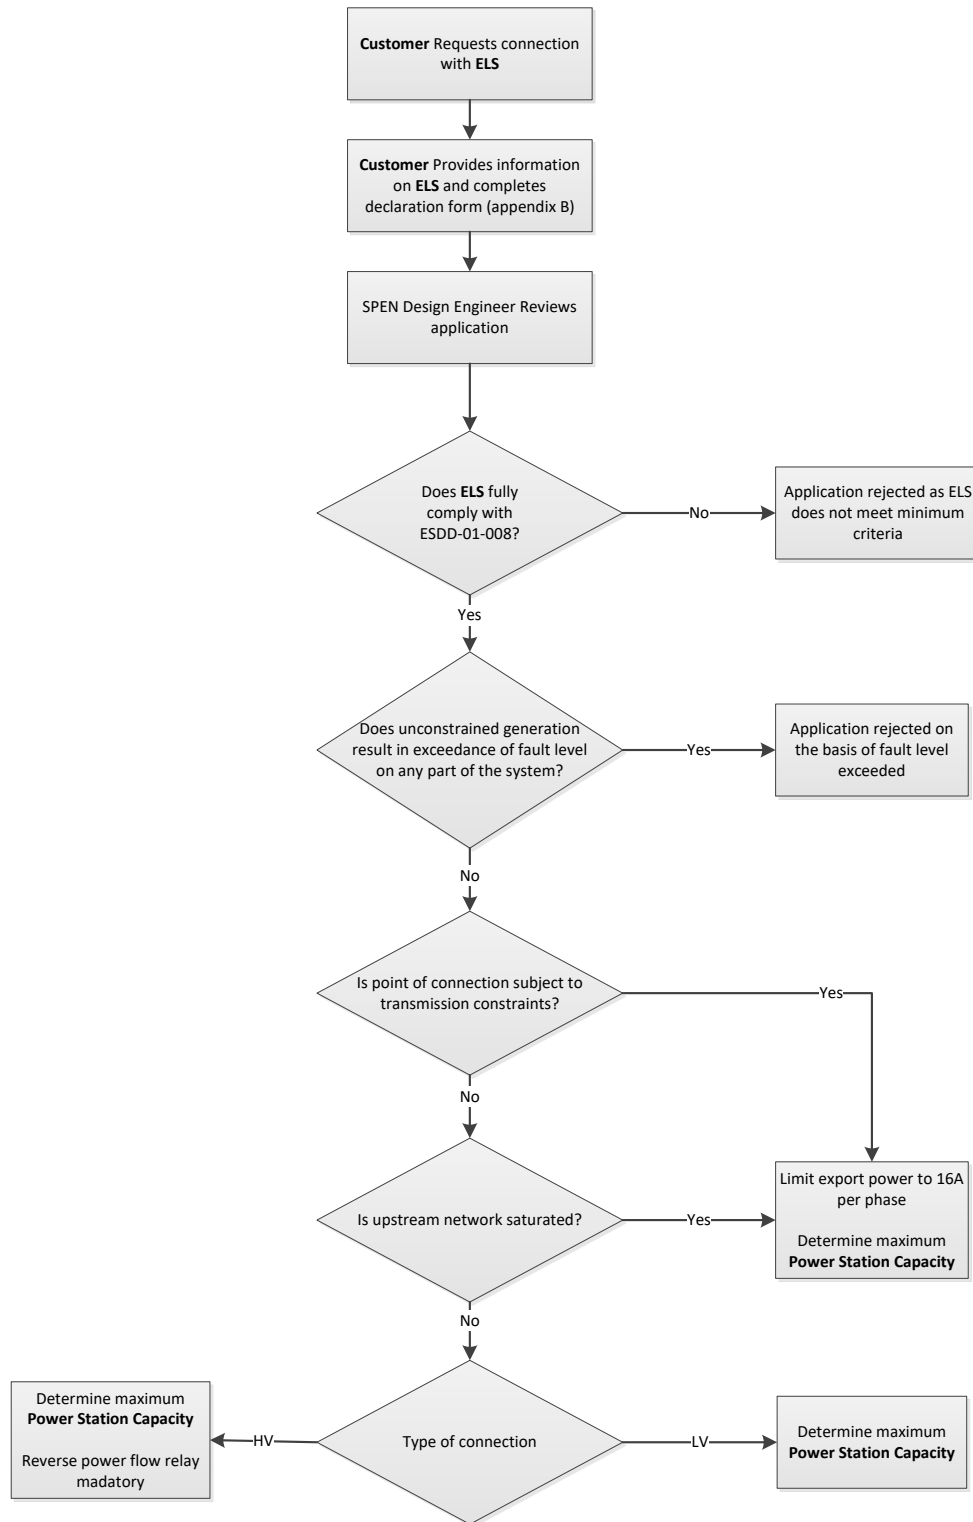 Customer Requests connection
with ELS
Customer Provides information
on ELS and completes
declaration form (appendix B)
SPEN Design Engineer Reviews
application
Does ELS fully
comply with
ESDD-01-008?
No
Application rejected as ELS
does not meet minimum
criteria
Yes
Does unconstrained generation
result in exceedance of fault level
on any part of the system?
Yes
Application rejected on
the basis of fault level
exceeded
No
Is point of connection subject to
transmission constraints?
Yes
No
Is upstream network saturated?
Yes
Limit export power to 16A
per phase
Determine maximum
Power Station Capacity
No
Type of connection
HV
Determine maximum
Power Station Capacity
Reverse power flow relay
madatory
LV
Determine maximum
Power Station Capacity